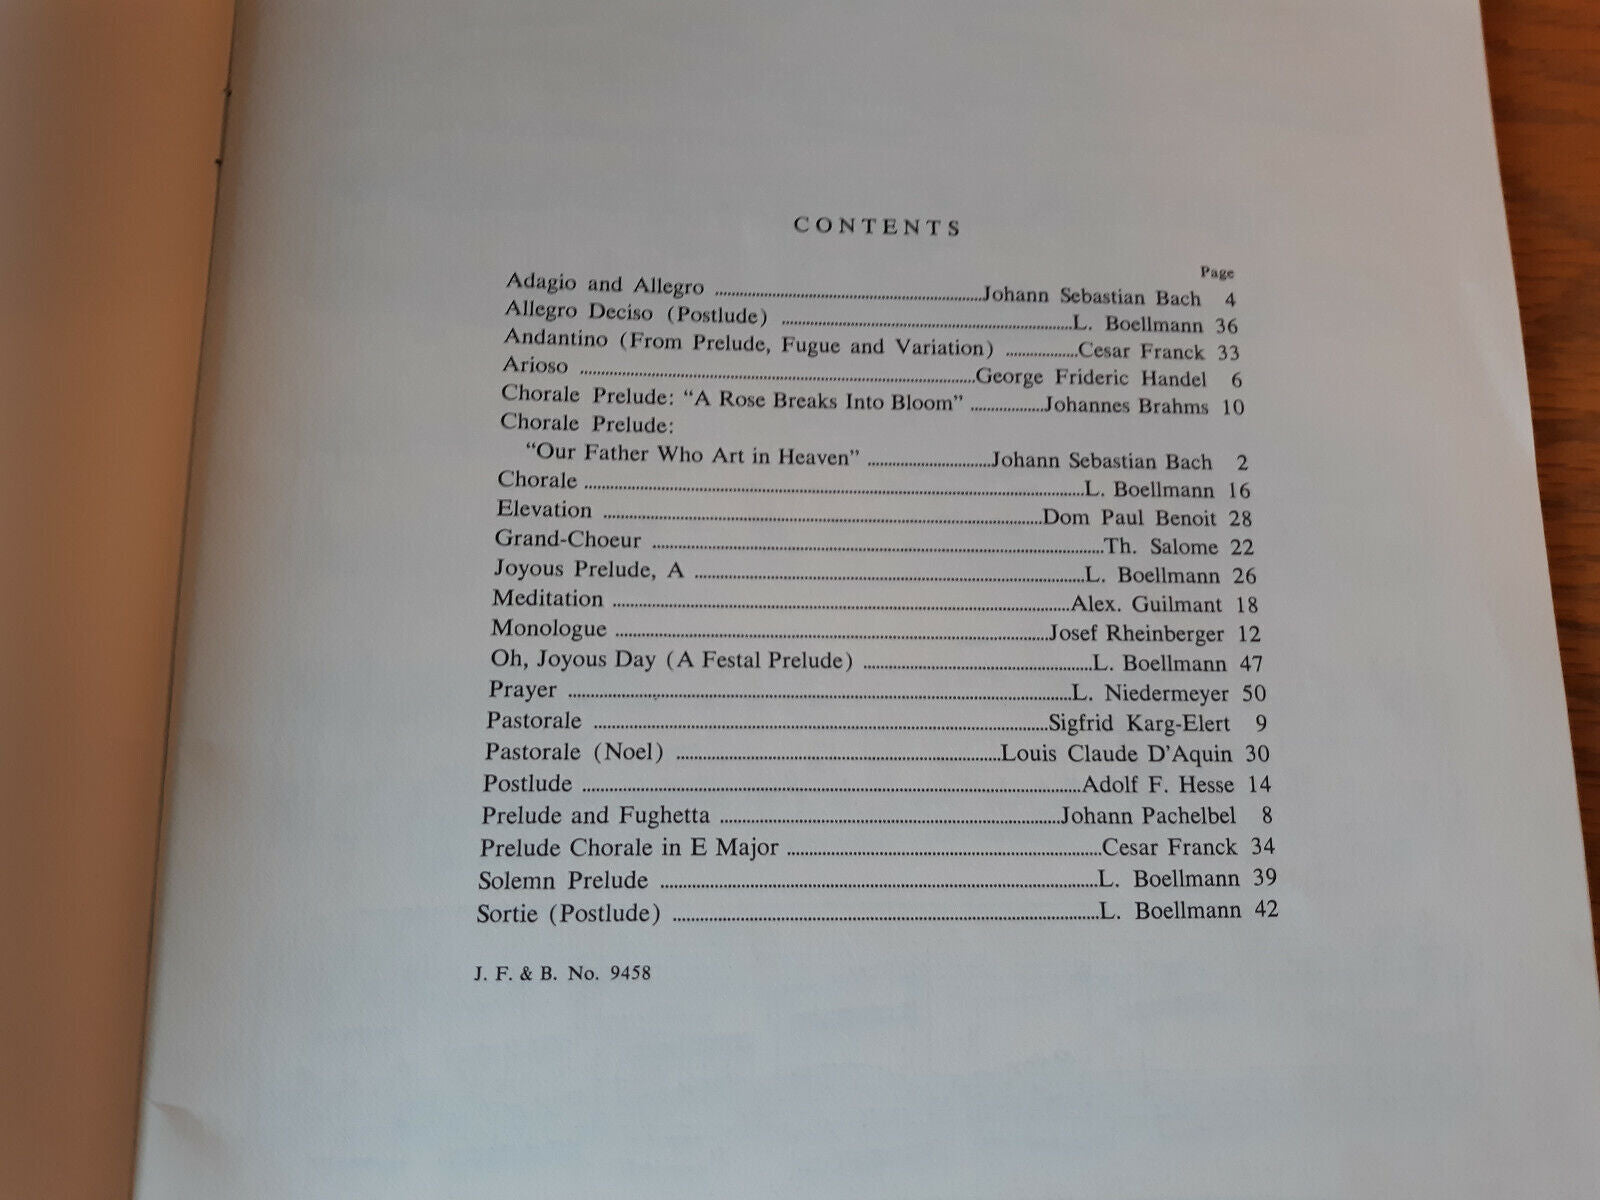 CONTENTS
Page
Adagio and Allegro ........ Johann Sebastian Bach 4
Allegro Deciso (Postlude) ........ L. Boellmann 36
Andantino (From Prelude, Fugue and Variation) ........ Cesar Franck 33
Arioso ........ George Frideric Handel 6
Chorale Prelude: “A Rose Breaks Into Bloom” ........ Johannes Brahms 10
Chorale Prelude:
“Our Father Who Art in Heaven” ........ Johann Sebastian Bach 2
Chorale ........ L. Boellmann 16
Elevation ........ Dom Paul Benoit 28
Grand-Choeur ........ Th. Salome 22
Joyous Prelude, A ........ L. Boellmann 26
Meditation ........ Alex. Guilmant 18
Monologue ........ Josef Rheinberger 12
Oh, Joyous Day (A Festal Prelude) ........ L. Boellmann 47
Prayer ........ L. Niedermeyer 50
Pastorale ........ Sigfrid Karg-Elert 9
Pastorale (Noel) ........ Louis Claude D’Aquin 30
Postlude ........ Adolf F. Hesse 14
Prelude and Fughetta ........ Johann Pachelbel 8
Prelude Chorale in E Major ........ Cesar Franck 34
Solemn Prelude ........ L. Boellmann 39
Sortie (Postlude) ........ L. Boellmann 42
J. F. & B. No. 9458